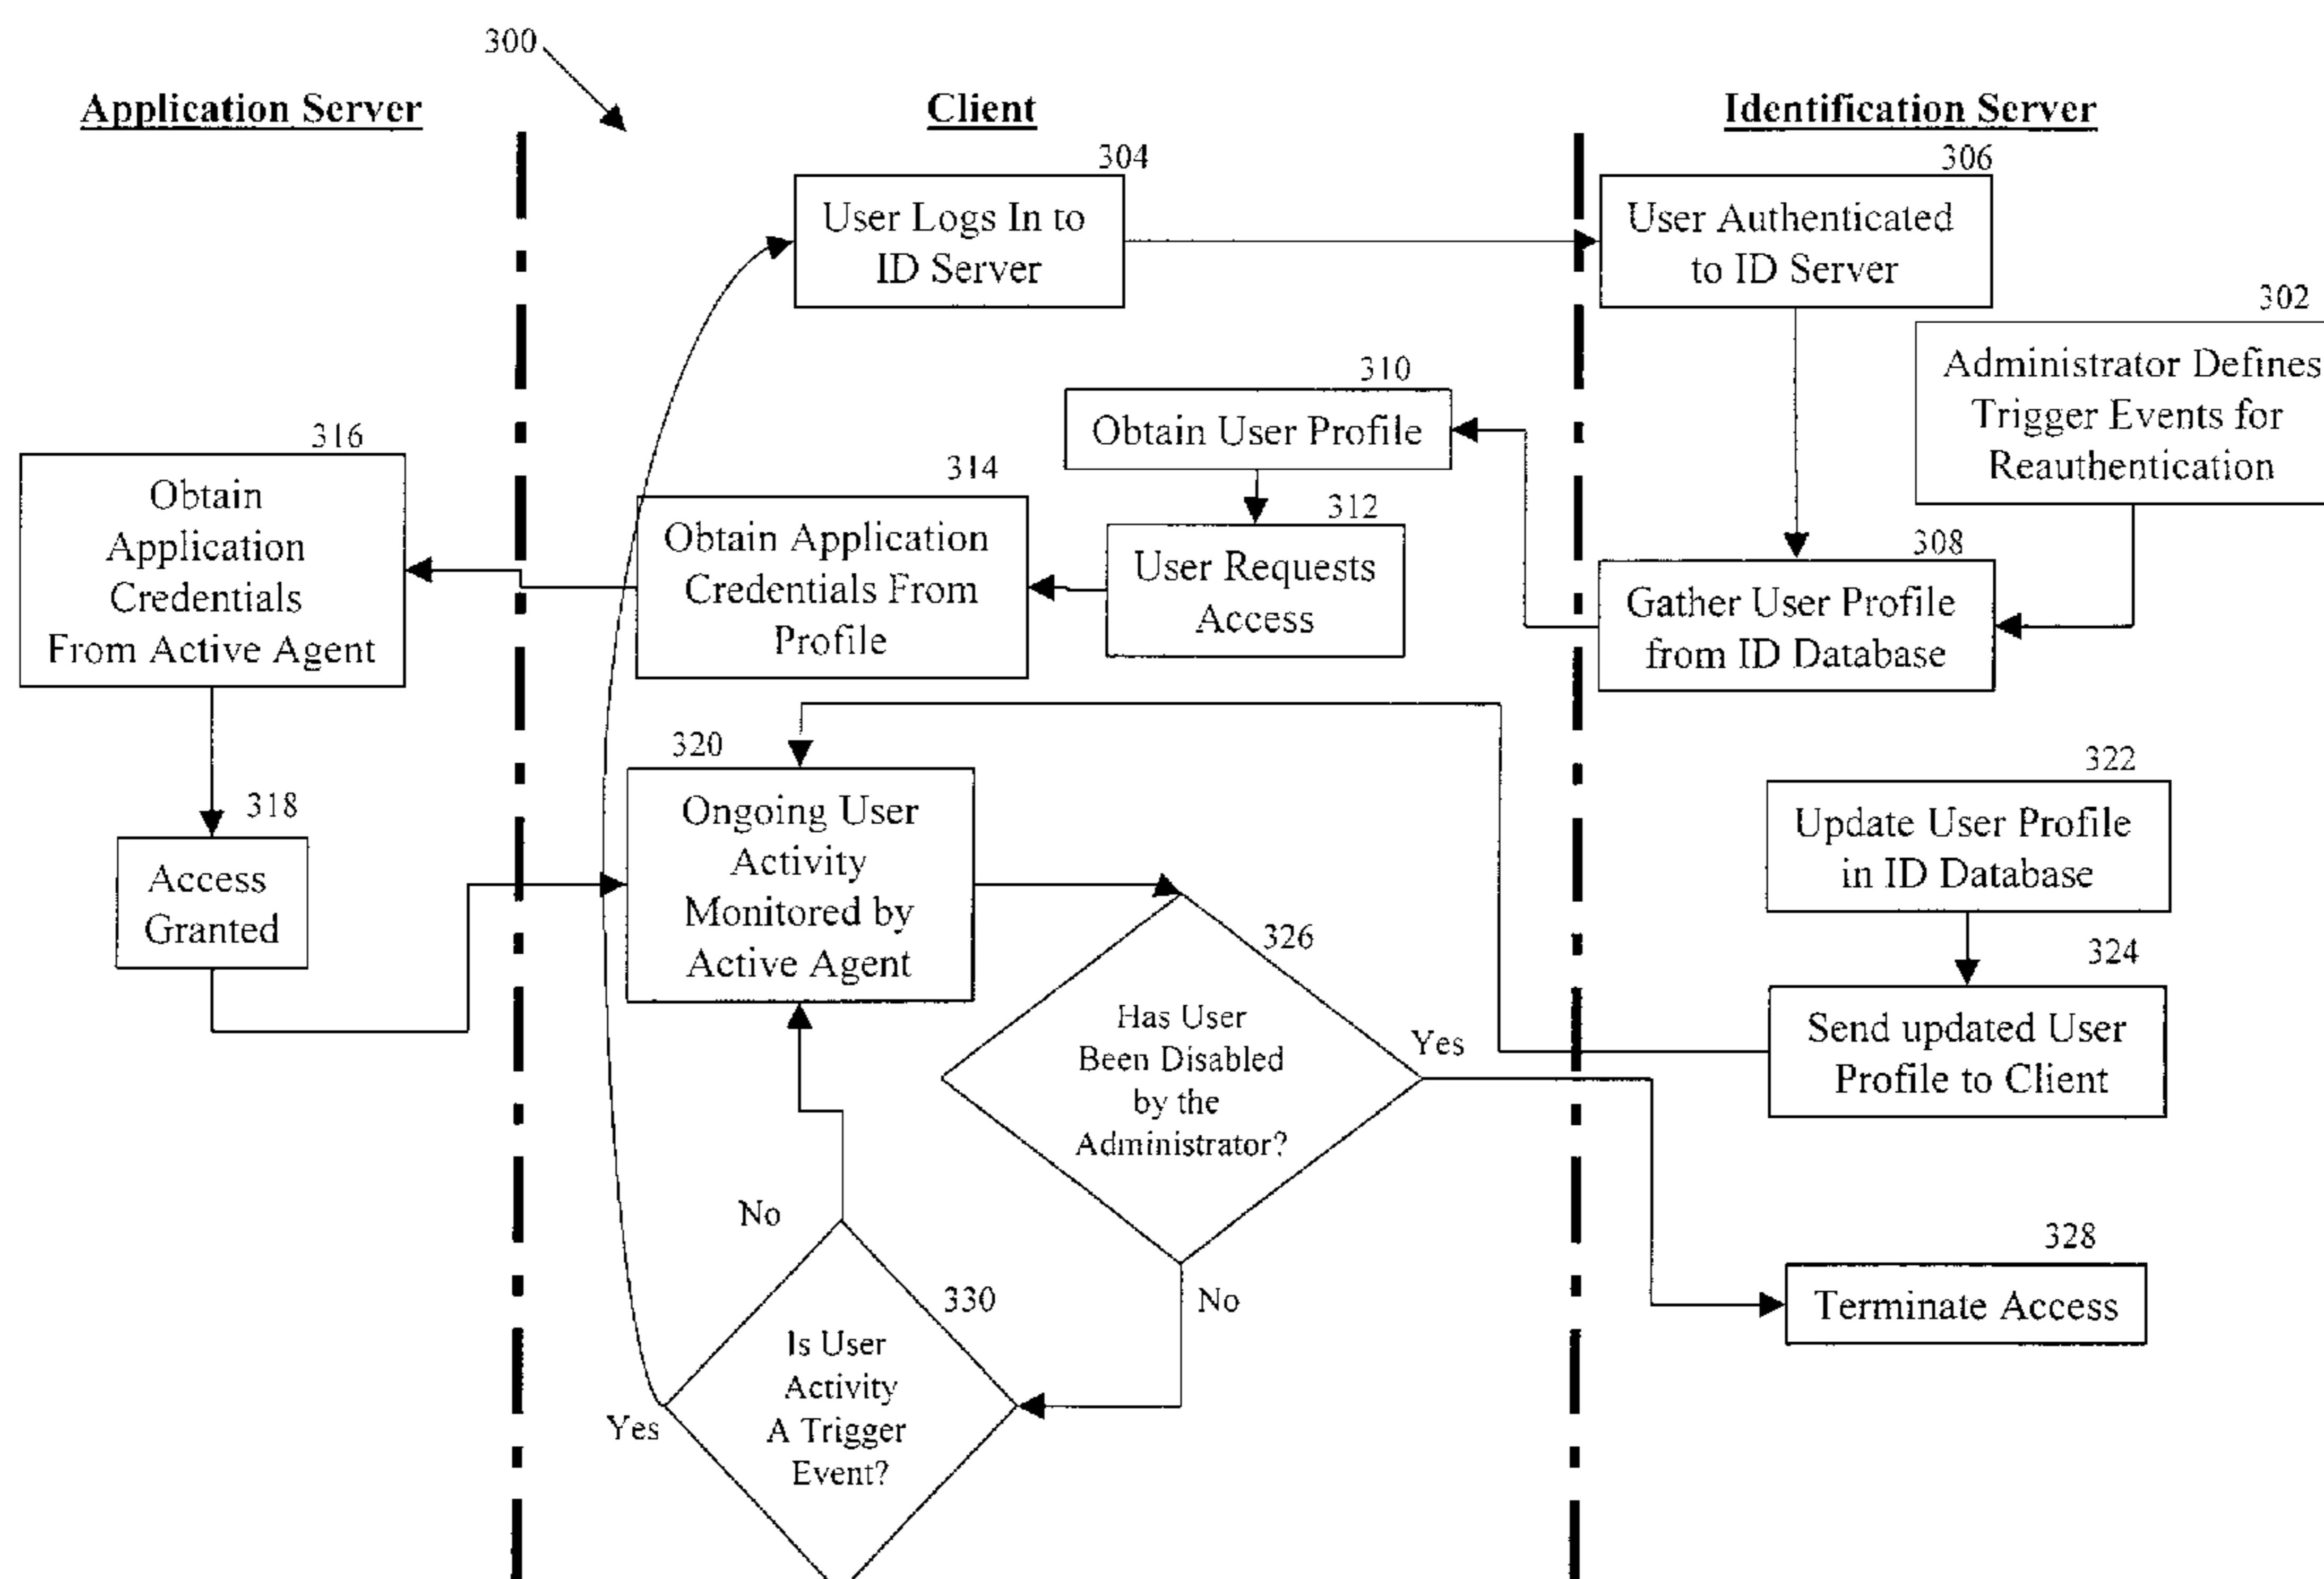 300
Application Server
Client
Identification Server
304
User Logs In to
ID Server
306
User Authenticated
to ID Server
302
Administrator Defines
Trigger Events for
Reauthentication
310
Obtain User Profile
316
Obtain
Application
Credentials
From Active Agent
314
Obtain Application
Credentials From
Profile
312
User Requests
Access
308
Gather User Profile
from ID Database
318
Access
Granted
320
Ongoing User
Activity
Monitored by
Active Agent
322
Update User Profile
in ID Database
326
Has User
Been Disabled
by the
Administrator?
Yes
324
Send updated User
Profile to Client
No
330
Is User
Activity
A Trigger
Event?
Yes
No
328
Terminate Access